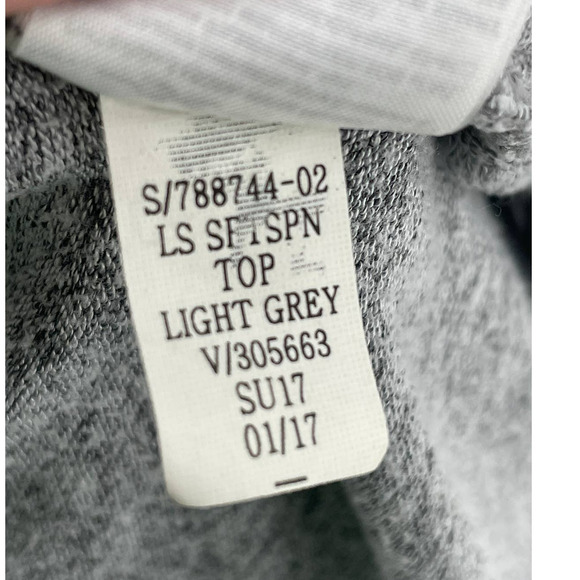 S/788744-02
LS SFTSPN
TOP
LIGHT GREY
V/305663
SU17
01/17